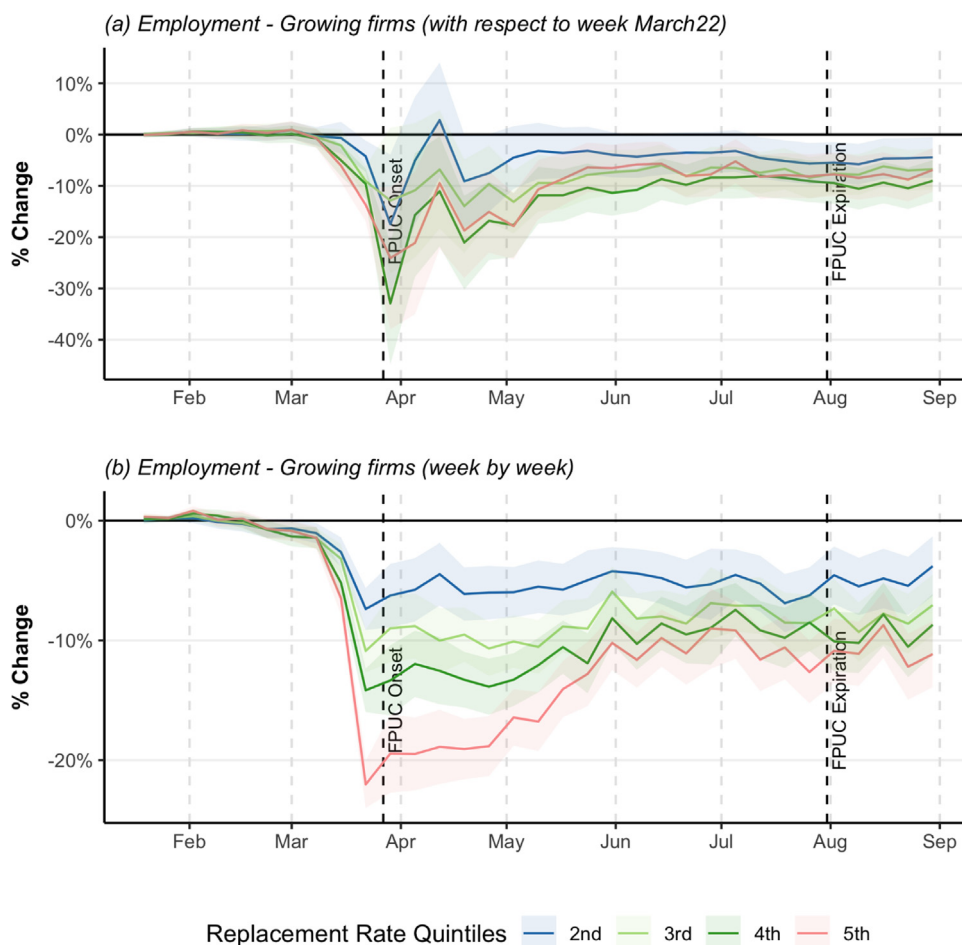 (a) Employment - Growing firms (with respect to week March22)
% Change
10%
0%
-10%
-20%
-30%
-40%
FPUC Onset
FPUC Expiration
Feb Mar Apr May Jun Jul Aug Sep
(b) Employment - Growing firms (week by week)
% Change
0%
-10%
-20%
FPUC Onset
FPUC Expiration
Feb Mar Apr May Jun Jul Aug Sep
Replacement Rate Quintiles 2nd 3rd 4th 5th